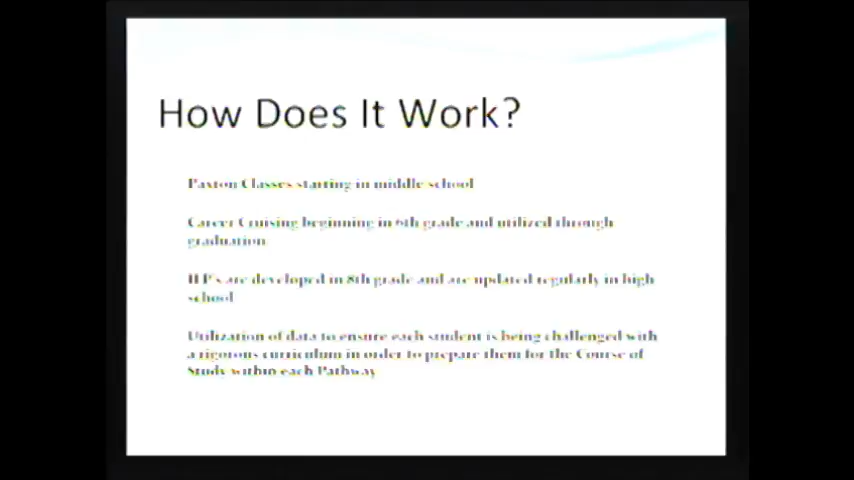 How Does It Work?
Paxton Classes starting in middle school
Career Cruising beginning in 6th grade and utilized through
graduation
are developed in 8th grade and are updated regularly in high
school
Utilization of data to ensure each student is being challenged with
a rigorous curriculum in order to prepare them for the Course of
Study within each Pathway